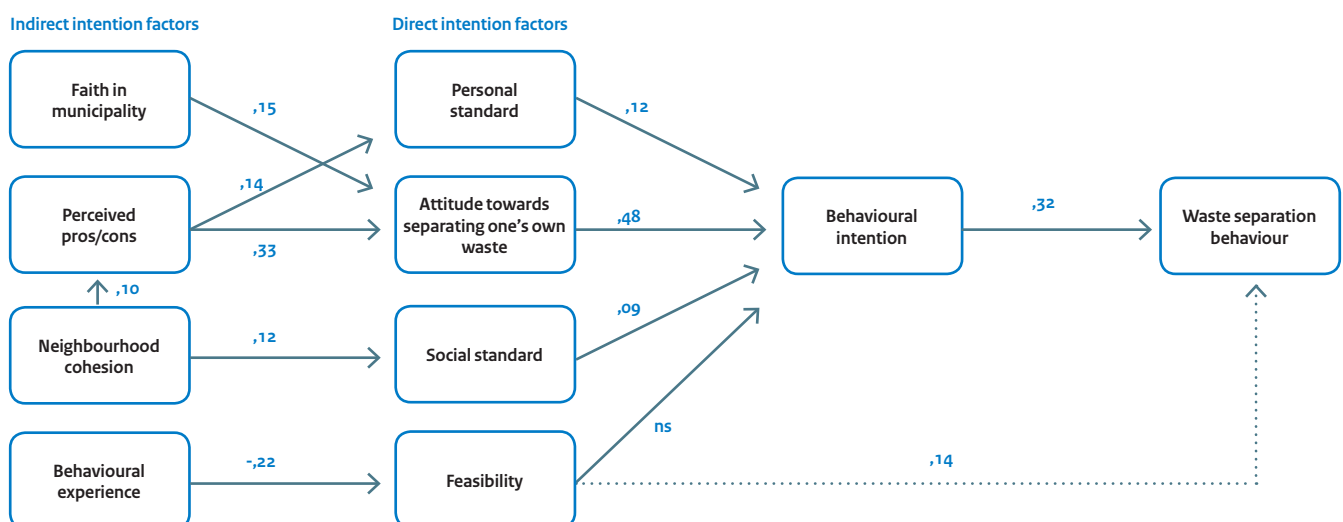 Indirect intention factors
Direct intention factors
Faith in
municipality
Personal
standard
,15
,12
,14
Perceived
pros/cons
Attitude towards
separating one's own
waste
,48
Behavioural
intention
,32
Waste separation
behaviour
,33
,10
,09
Neighbourhood
cohesion
,12
Social standard
ns
Behavioural
experience
-,22
Feasibility
,14